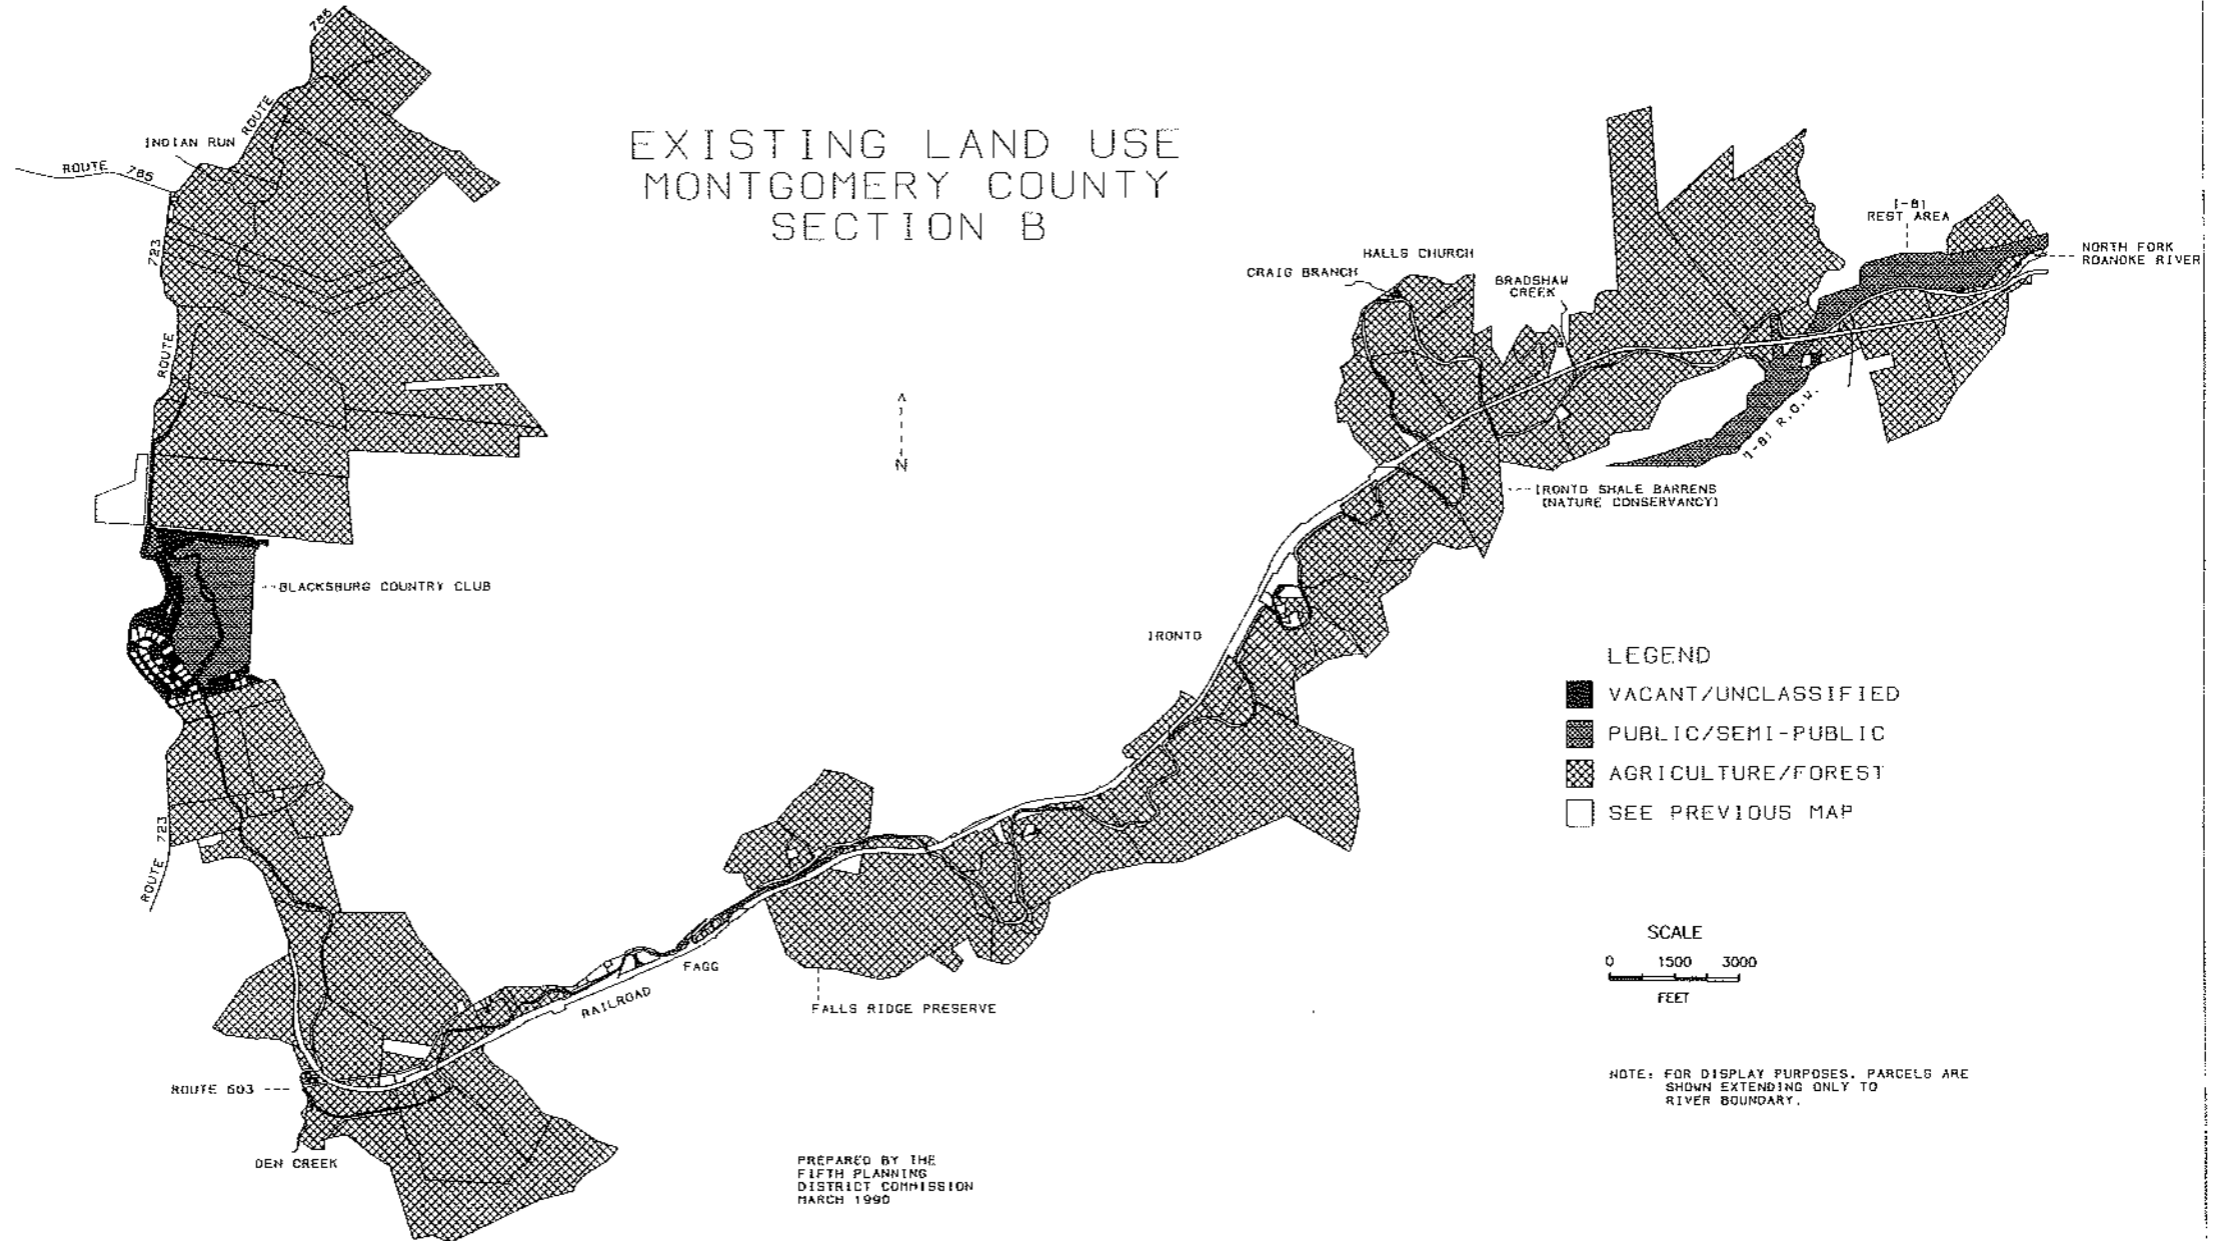 786
ROUTE
INDIAN RUN
ROUTE 785
EXISTING LAND USE
MONTGOMERY COUNTY
SECTION B
723
ROUTE
I-81
REST AREA
NORTH FORK
ROANOKE RIVER
HALLS CHURCH
CRAIG BRANCH
BRADSHAW
CREEK
N
I-81 R.O.W.
IRONTO SHALE BARRENS
(NATURE CONSERVANCY)
BLACKSBURG COUNTRY CLUB
IRONTO
LEGEND
VACANT/UNCLASSIFIED
PUBLIC/SEMI-PUBLIC
AGRICULTURE/FOREST
SEE PREVIOUS MAP
ROUTE 723
SCALE
0 1500 3000
FEET
FAGG
RAILROAD
FALLS RIDGE PRESERVE
ROUTE 603
DEN CREEK
NOTE: FOR DISPLAY PURPOSES, PARCELS ARE
SHOWN EXTENDING ONLY TO
RIVER BOUNDARY.
PREPARED BY THE
FIFTH PLANNING
DISTRICT COMMISSION
MARCH 1990